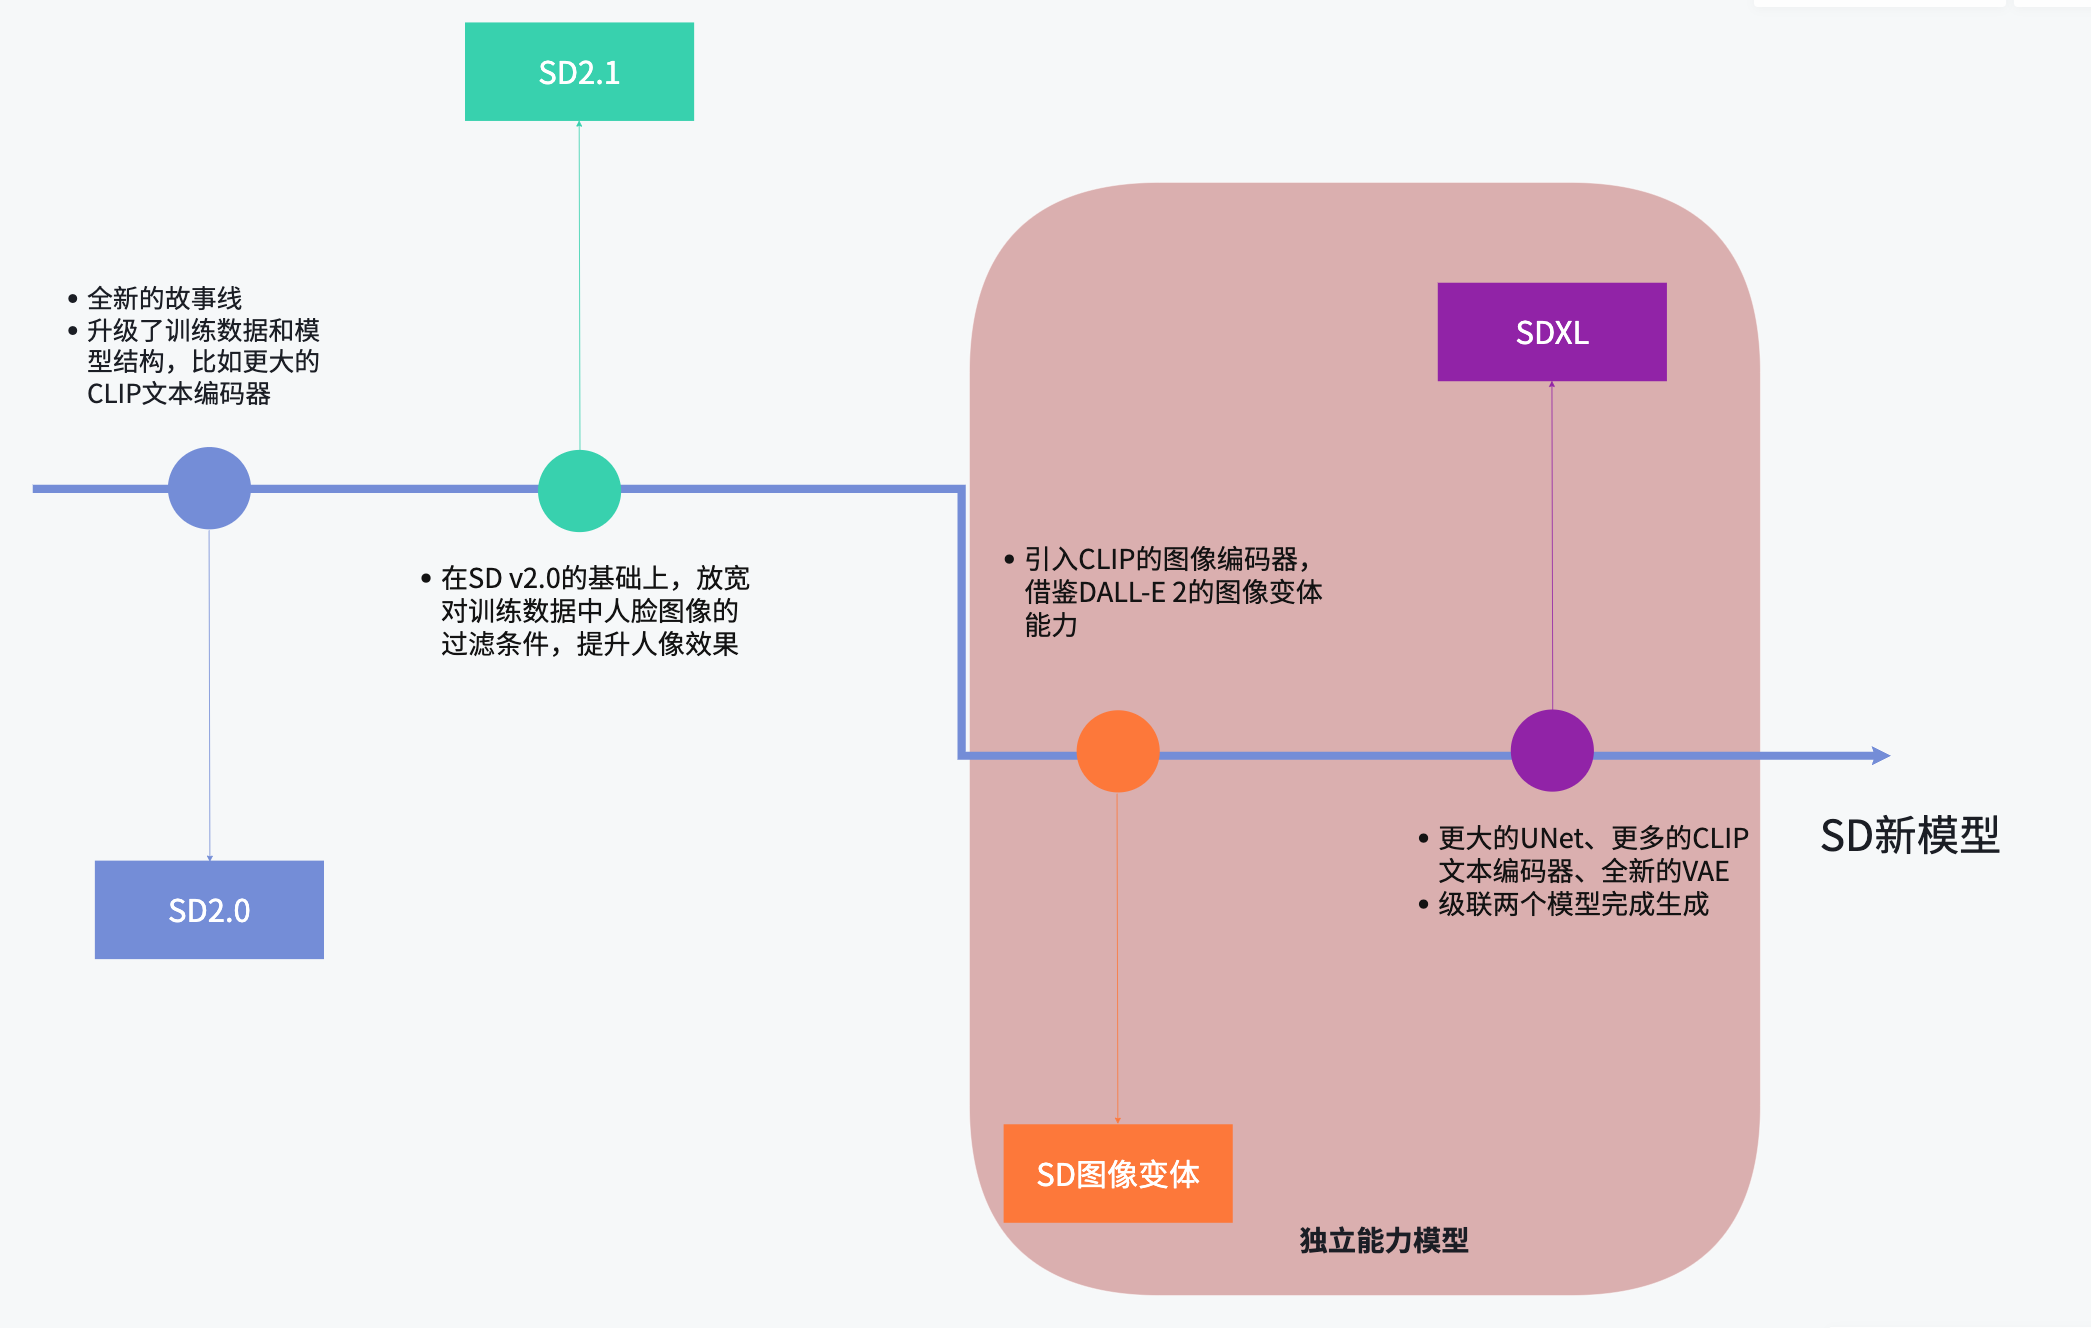 SD2.1
• 全新的故事线
• 升级了训练数据和模
型结构，比如更大的
CLIP文本编码器
SDXL
• 在SD v2.0的基础上，放宽
对训练数据中人脸图像的
过滤条件，提升人像效果
• 引入CLIP的图像编码器，
借鉴DALL-E 2的图像变体
能力
• 更大的UNet、更多的CLIP
文本编码器、全新的VAE
• 级联两个模型完成生成
SD新模型
SD2.0
SD图像变体
独立能力模型